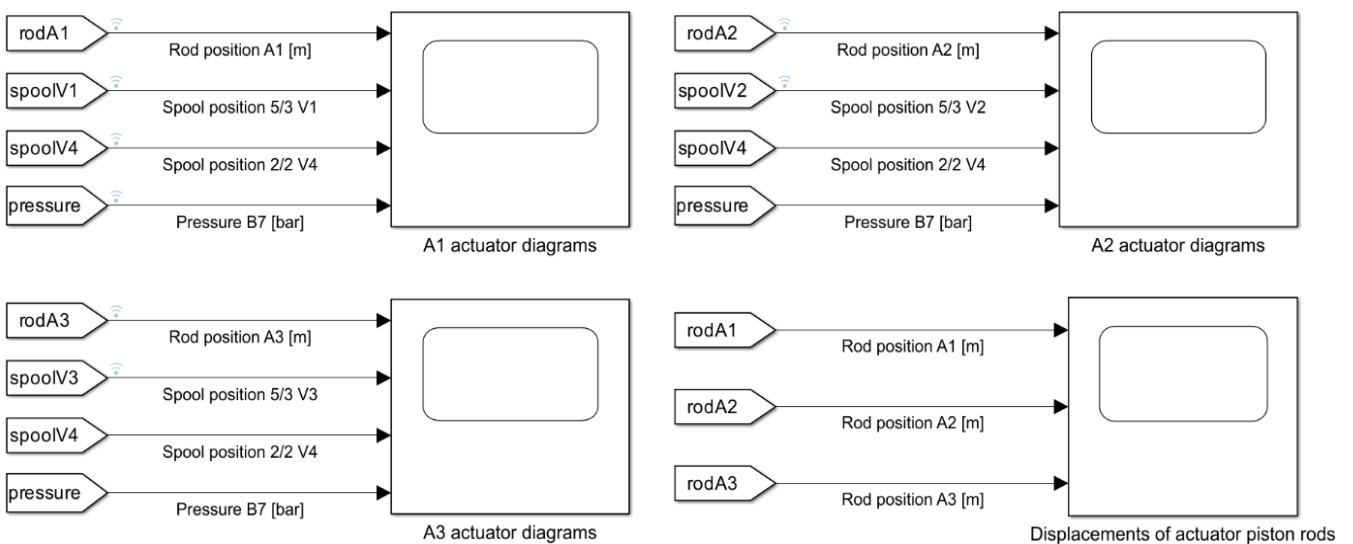 rodA1
Rod position A1 [m]
spoolV1
Spool position 5/3 V1
spoolV4
Spool position 2/2 V4
pressure
Pressure B7 [bar]
A1 actuator diagrams
rodA2
Rod position A2 [m]
spoolV2
Spool position 5/3 V2
spoolV4
Spool position 2/2 V4
pressure
Pressure B7 [bar]
A2 actuator diagrams
rodA3
Rod position A3 [m]
spoolV3
Spool position 5/3 V3
spoolV4
Spool position 2/2 V4
pressure
Pressure B7 [bar]
A3 actuator diagrams
rodA1
Rod position A1 [m]
rodA2
Rod position A2 [m]
rodA3
Rod position A3 [m]
Displacements of actuator piston rods